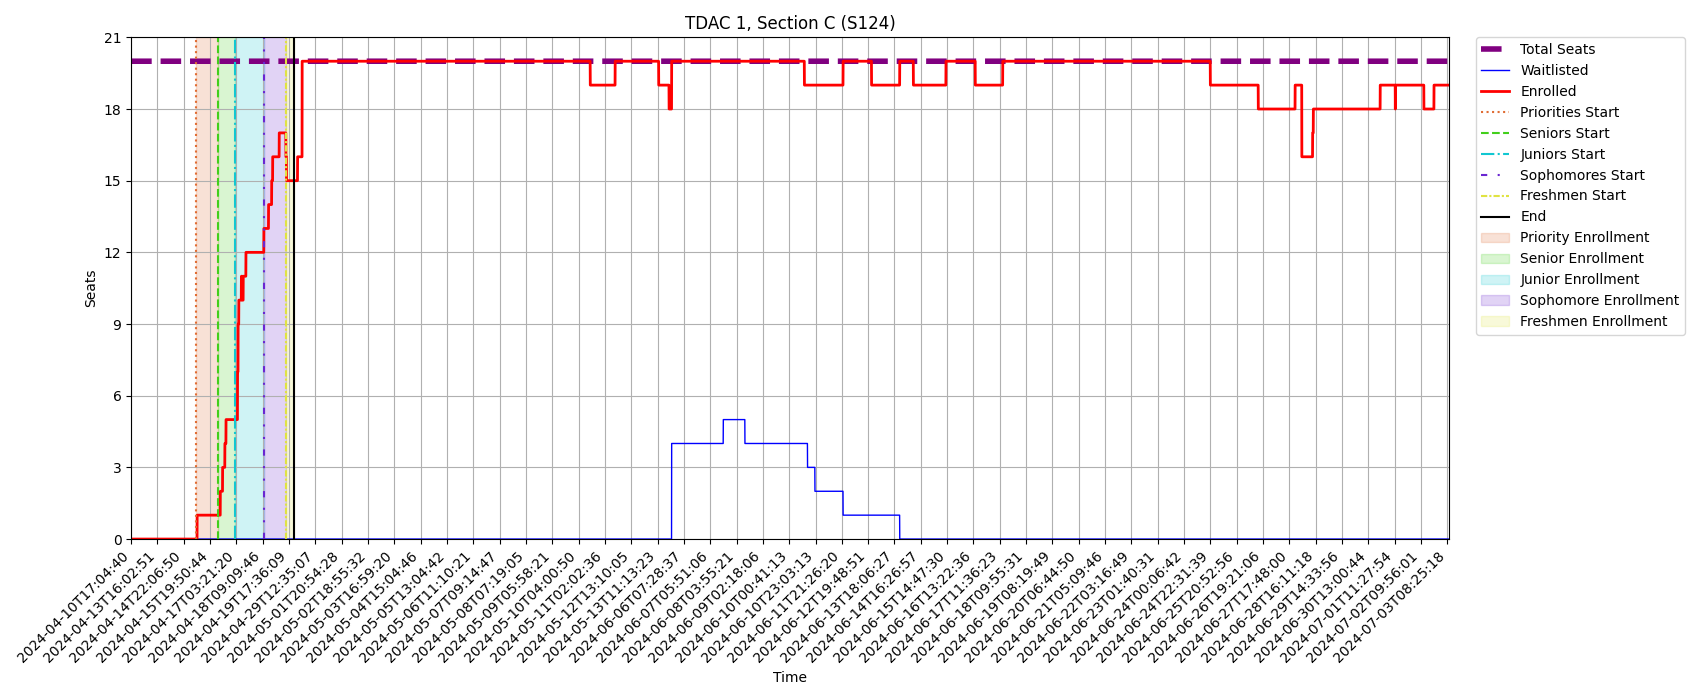 TDAC 1, Section C (S124)
Seats
21
18
15
12
9
6
3
0
2024-04-10T17:04:40
2024-04-13T16:02:51
2024-04-14T22:06:50
2024-04-15T19:50:44
2024-04-17T03:21:20
2024-04-18T09:09:46
2024-04-19T17:36:09
2024-04-29T12:35:07
2024-05-01T20:54:28
2024-05-02T18:55:32
2024-05-03T16:59:20
2024-05-04T15:04:46
2024-05-05T13:04:42
2024-05-06T11:10:21
2024-05-07T09:14:47
2024-05-08T07:19:05
2024-05-09T05:58:21
2024-05-10T04:00:50
2024-05-11T02:02:36
2024-05-12T13:10:05
2024-05-13T11:13:23
2024-06-06T07:28:37
2024-06-07T05:51:06
2024-06-08T03:55:21
2024-06-09T02:18:06
2024-06-10T00:41:13
2024-06-10T23:03:13
2024-06-11T21:26:20
2024-06-12T19:48:51
2024-06-13T18:06:27
2024-06-14T16:26:57
2024-06-15T14:47:30
2024-06-16T13:22:36
2024-06-17T11:36:23
2024-06-18T09:55:31
2024-06-19T08:19:49
2024-06-20T06:44:50
2024-06-21T05:09:46
2024-06-22T03:16:49
2024-06-23T01:40:31
2024-06-24T00:06:42
2024-06-24T22:31:39
2024-06-25T20:52:56
2024-06-26T19:21:06
2024-06-27T17:48:00
2024-06-28T16:11:18
2024-06-29T14:33:56
2024-06-30T13:00:44
2024-07-01T11:27:54
2024-07-02T09:56:01
2024-07-03T08:25:18
Time
Total Seats
Waitlisted
Enrolled
Priorities Start
Seniors Start
Juniors Start
Sophomores Start
Freshmen Start
End
Priority Enrollment
Senior Enrollment
Junior Enrollment
Sophomore Enrollment
Freshmen Enrollment